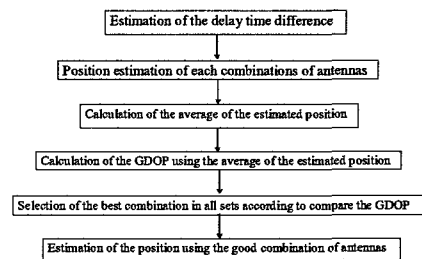 Estimation of the delay time difference
Position estimation of each combinations of antennas
Calculation of the average of the estimated position
Calculation of the GDOP using the average of the estimated position
Selection of the best combination in all sets according to compare the GDOP
Estimation of the position using the good combination of antennas